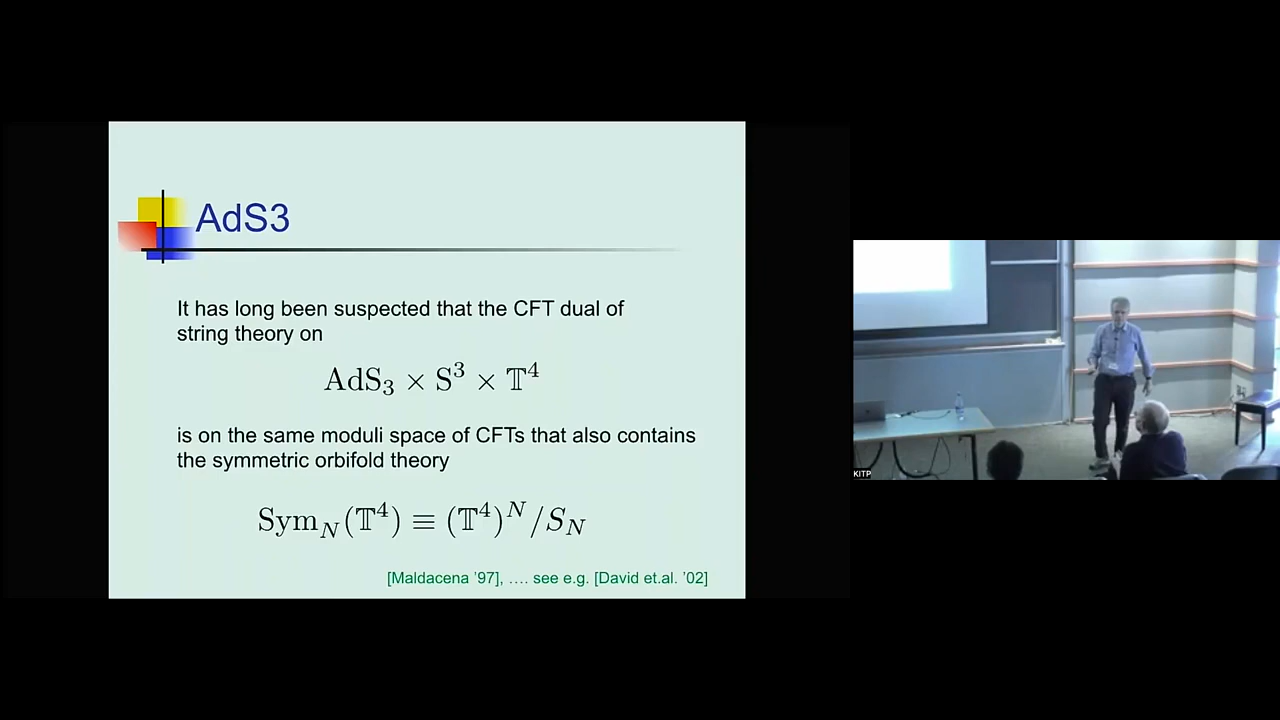 AdS3
It has long been suspected that the CFT dual of
string theory on
AdS₃ × S³ × 𝕋⁴
is on the same moduli space of CFTs that also contains
the symmetric orbifold theory
Sym_N(𝕋⁴) ≡ (𝕋⁴)^N / S_N
[Maldacena '97], .... see e.g. [David et.al. '02]
KITP